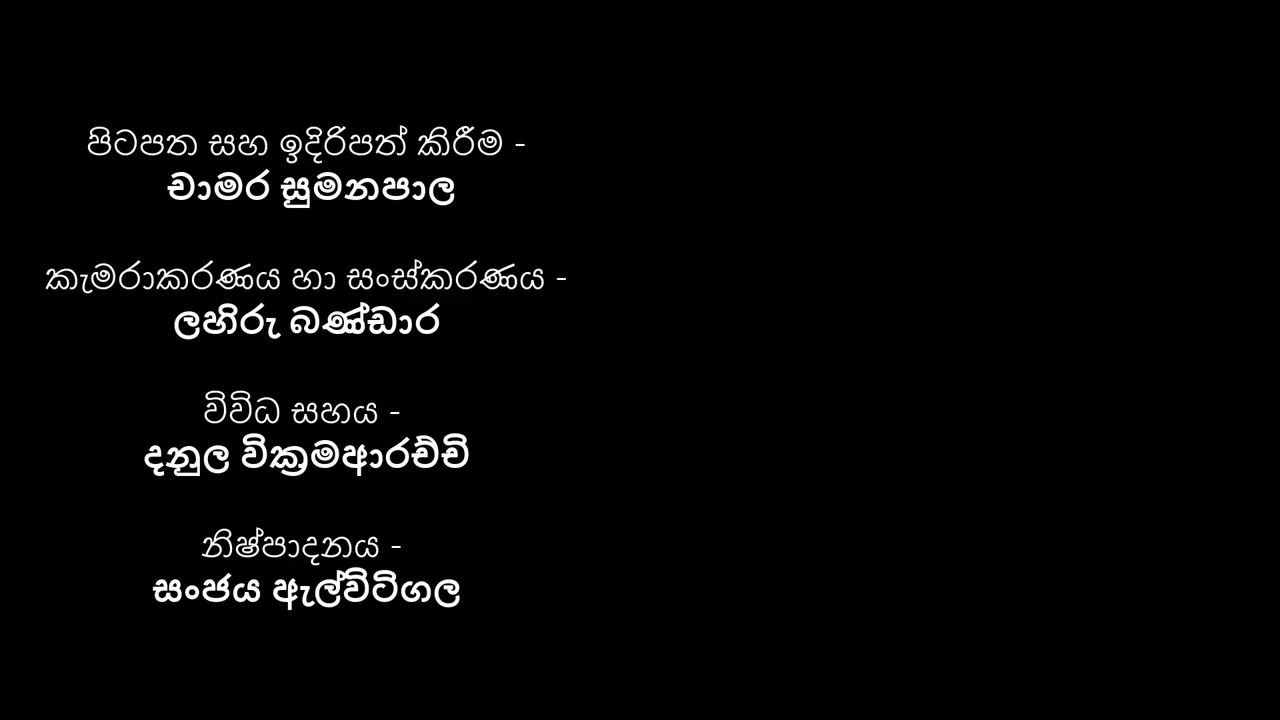 පිටපත සහ ඉදිරිපත් කිරීම -
චාමර සුමනපාල
කැමරාකරණය හා සංස්කරණය -
ලහිරු බණ්ඩාර
විවිධ සහය -
දනුල වික්‍රමආරච්චි
නිෂ්පාදනය -
සංජය ඇල්විටිගල